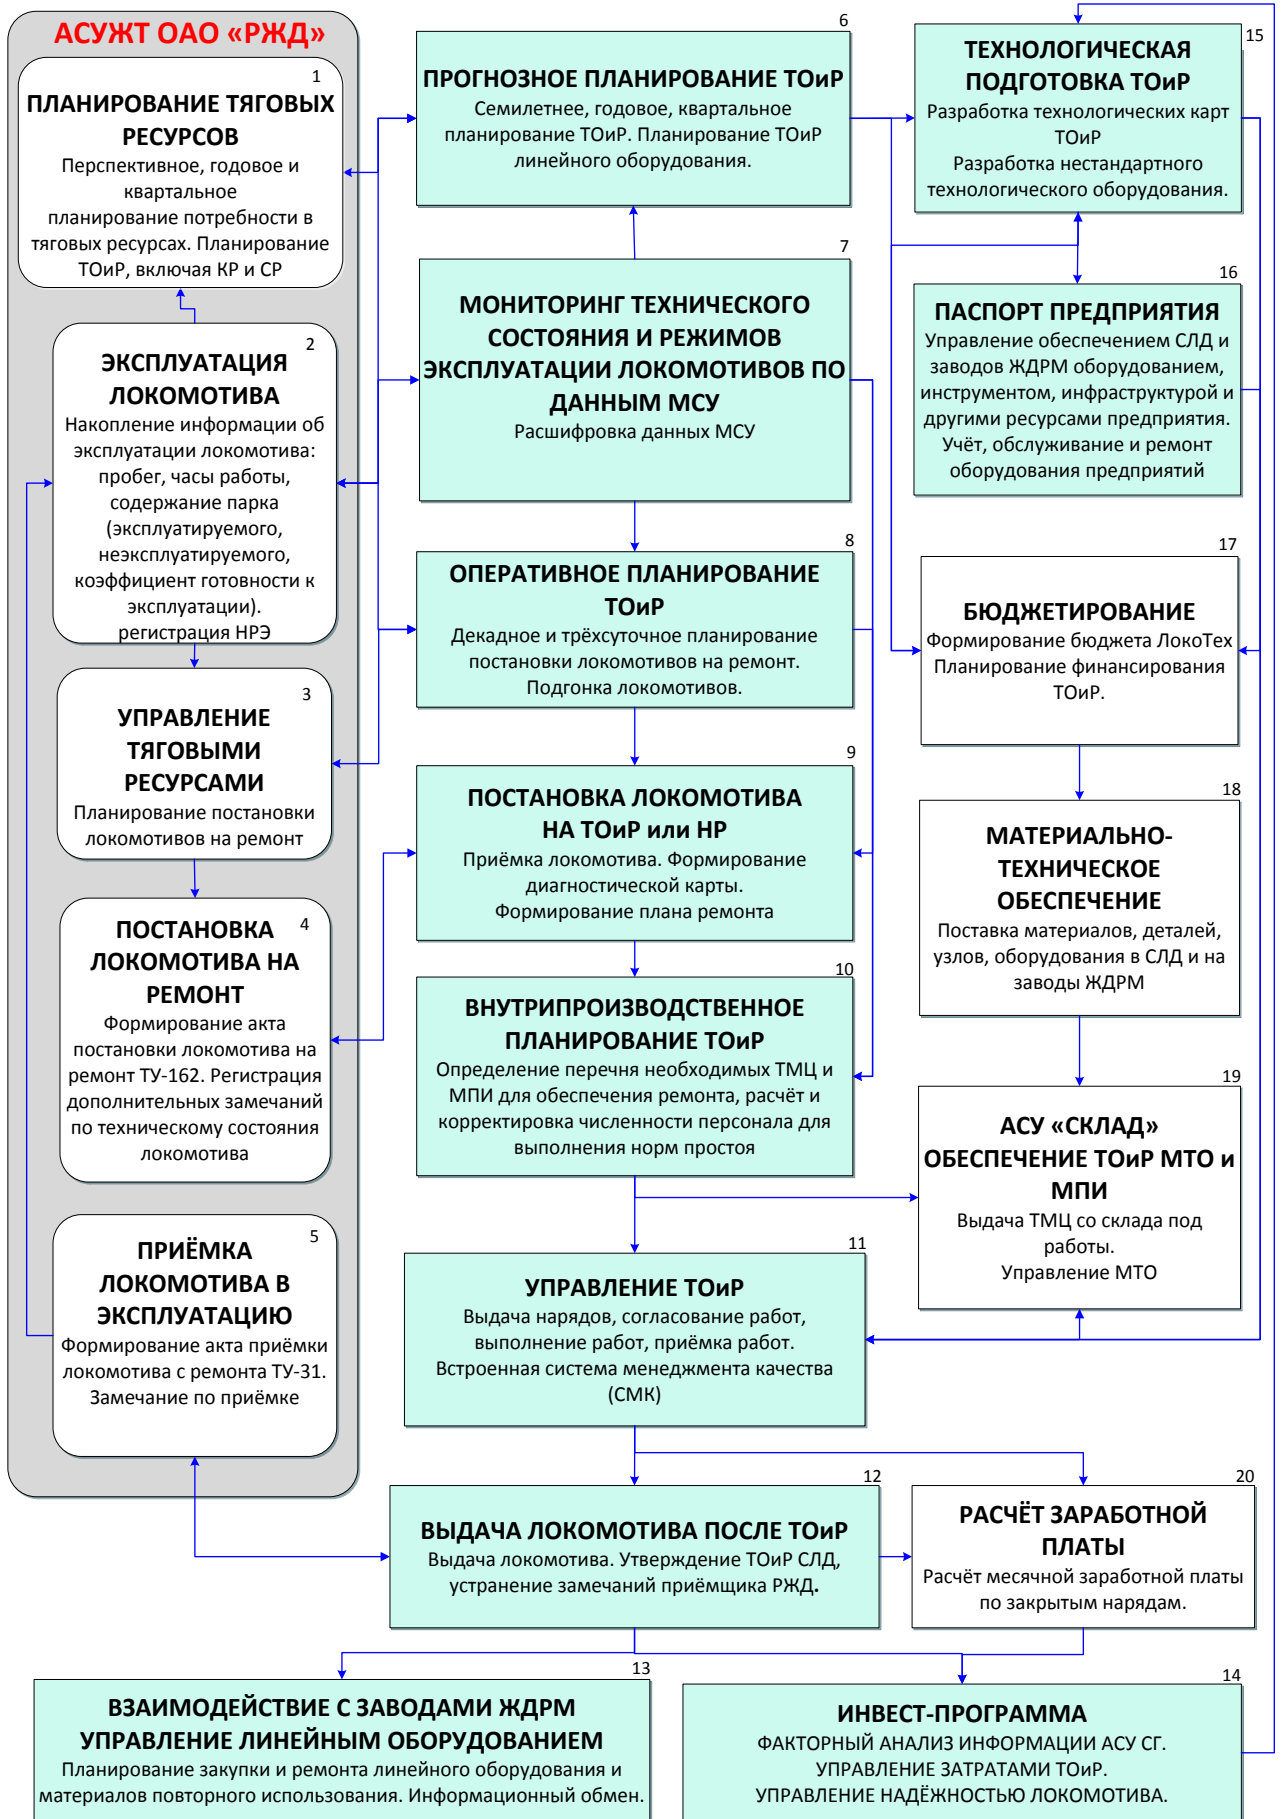 АСУЖТ ОАО «РЖД»
1
ПЛАНИРОВАНИЕ ТЯГОВЫХ
РЕСУРСОВ
Перспективное, годовое и
квартальное
планирование потребности в
тяговых ресурсах. Планирование
ТОиР, включая КР и СР
2
ЭКСПЛУАТАЦИЯ
ЛОКОМОТИВА
Накопление информации об
эксплуатации локомотива:
пробег, часы работы,
содержание парка
(эксплуатируемого,
неэксплуатируемого,
коэффициент готовности к
эксплуатации).
регистрация НРЭ
3
УПРАВЛЕНИЕ
ТЯГОВЫМИ
РЕСУРСАМИ
Планирование постановки
локомотивов на ремонт
4
ПОСТАНОВКА
ЛОКОМОТИВА НА
РЕМОНТ
Формирование акта
постановки локомотива на
ремонт ТУ-162. Регистрация
дополнительных замечаний
по техническому состояния
локомотива
5
ПРИЁМКА
ЛОКОМОТИВА В
ЭКСПЛУАТАЦИЮ
Формирование акта приёмки
локомотива с ремонта ТУ-31.
Замечание по приёмке
6
ПРОГНОЗНОЕ ПЛАНИРОВАНИЕ ТОиР
Семилетнее, годовое, квартальное
планирование ТОиР. Планирование ТОиР
линейного оборудования.
7
МОНИТОРИНГ ТЕХНИЧЕСКОГО
СОСТОЯНИЯ И РЕЖИМОВ
ЭКСПЛУАТАЦИИ ЛОКОМОТИВОВ ПО
ДАННЫМ МСУ
Расшифровка данных МСУ
8
ОПЕРАТИВНОЕ ПЛАНИРОВАНИЕ
ТОиР
Декадное и трёхсуточное планирование
постановки локомотивов на ремонт.
Подгонка локомотивов.
9
ПОСТАНОВКА ЛОКОМОТИВА
НА ТОиР или НР
Приёмка локомотива. Формирование
диагностической карты.
Формирование плана ремонта
10
ВНУТРИПРОИЗВОДСТВЕННОЕ
ПЛАНИРОВАНИЕ ТОиР
Определение перечня необходимых ТМЦ и
МПИ для обеспечения ремонта, расчёт и
корректировка численности персонала для
выполнения норм простоя
11
УПРАВЛЕНИЕ ТОиР
Выдача нарядов, согласование работ,
выполнение работ, приёмка работ.
Встроенная система менеджмента качества
(СМК)
12
ВЫДАЧА ЛОКОМОТИВА ПОСЛЕ ТОиР
Выдача локомотива. Утверждение ТОиР СЛД,
устранение замечаний приёмщика РЖД.
13
ВЗАИМОДЕЙСТВИЕ С ЗАВОДАМИ ЖДРМ
УПРАВЛЕНИЕ ЛИНЕЙНЫМ ОБОРУДОВАНИЕМ
Планирование закупки и ремонта линейного оборудования и
материалов повторного использования. Информационный обмен.
14
ИНВЕСТ-ПРОГРАММА
ФАКТОРНЫЙ АНАЛИЗ ИНФОРМАЦИИ АСУ СГ.
УПРАВЛЕНИЕ ЗАТРАТАМИ ТОиР.
УПРАВЛЕНИЕ НАДЁЖНОСТЬЮ ЛОКОМОТИВА.
15
ТЕХНОЛОГИЧЕСКАЯ
ПОДГОТОВКА ТОиР
Разработка технологических карт
ТОиР
Разработка нестандартного
технологического оборудования.
16
ПАСПОРТ ПРЕДПРИЯТИЯ
Управление обеспечением СЛД и
заводов ЖДРМ оборудованием,
инструментом, инфраструктурой и
другими ресурсами предприятия.
Учёт, обслуживание и ремонт
оборудования предприятий
17
БЮДЖЕТИРОВАНИЕ
Формирование бюджета ЛокоТех
Планирование финансирования
ТОиР.
18
МАТЕРИАЛЬНО-
ТЕХНИЧЕСКОЕ
ОБЕСПЕЧЕНИЕ
Поставка материалов, деталей,
узлов, оборудования в СЛД и на
заводы ЖДРМ
19
АСУ «СКЛАД»
ОБЕСПЕЧЕНИЕ ТОиР МТО и
МПИ
Выдача ТМЦ со склада под
работы.
Управление МТО
20
РАСЧЁТ ЗАРАБОТНОЙ
ПЛАТЫ
Расчёт месячной заработной платы
по закрытым нарядам.